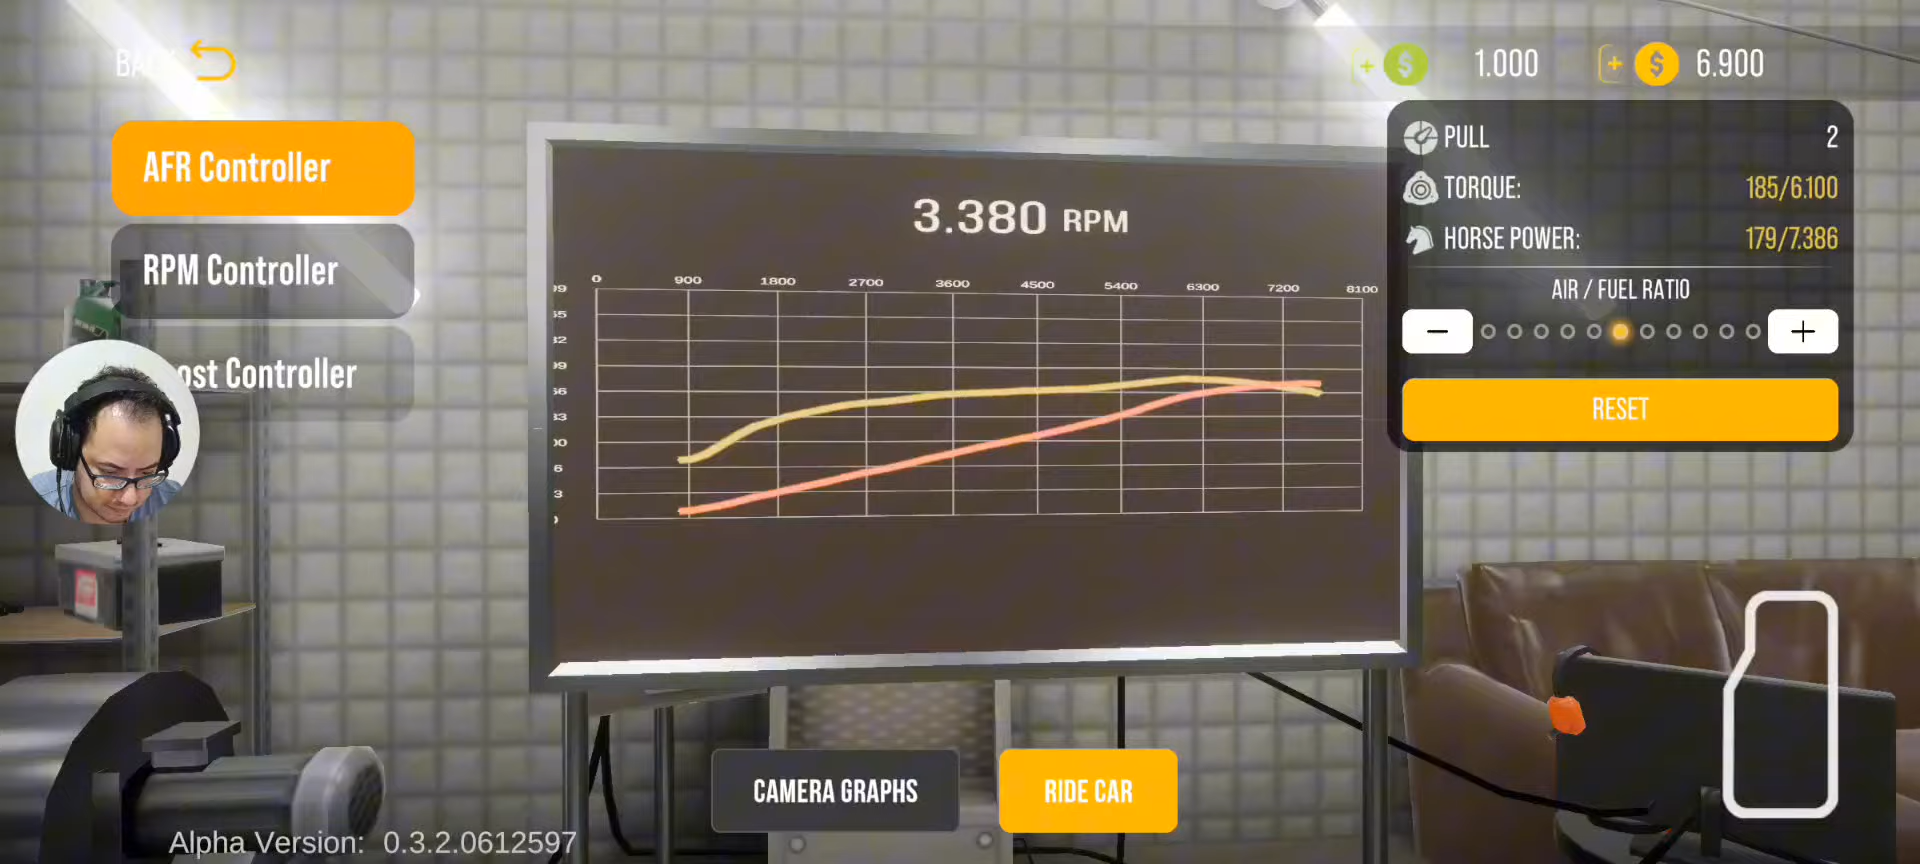 BACK
1.000
6.900
AFR Controller
RPM Controller
ost Controller
3.380 RPM
0 900 1800 2700 3600 4500 5400 6300 7200 8100
PULL 2
TORQUE: 185/6.100
HORSE POWER: 179/7.386
AIR / FUEL RATIO
RESET
CAMERA GRAPHS
RIDE CAR
Alpha Version: 0.3.2.0612597